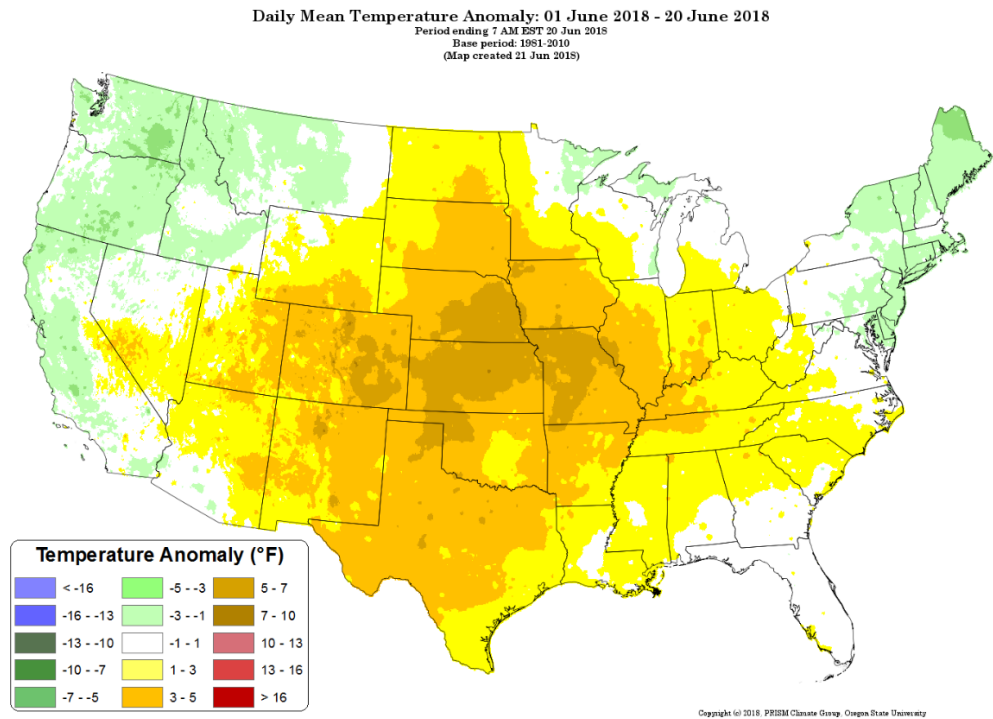 Daily Mean Temperature Anomaly: 01 June 2018 - 20 June 2018
Period ending 7 AM EST 20 Jun 2018
Base period: 1981-2010
(Map created 21 Jun 2018)
Temperature Anomaly (°F)
< -16
-5 - -3
5 - 7
-16 - -13
-3 - -1
7 - 10
-13 - -10
-1 - 1
10 - 13
-10 - -7
1 - 3
13 - 16
-7 - -5
3 - 5
> 16
Copyright (c) 2018, PRISM Climate Group, Oregon State University